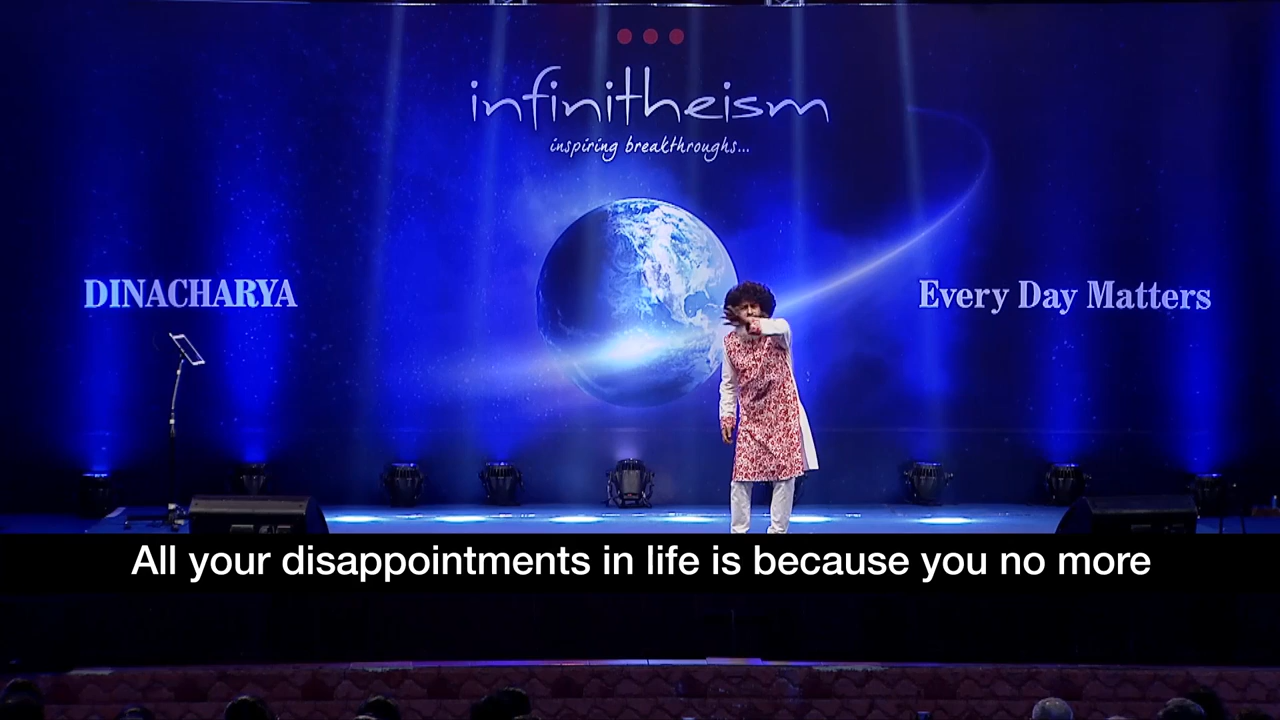 infinitheism
inspiring breakthroughs...
DINACHARYA
Every Day Matters
All your disappointments in life is because you no more